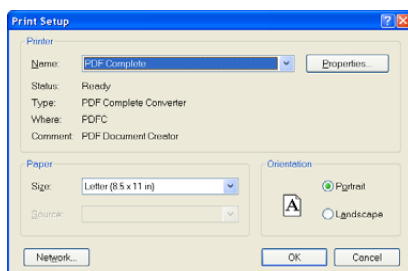 Print Setup
Printer
Name: PDF Complete Properties...
Status: Ready
Type: PDF Complete Converter
Where: PDFC
Comment: PDF Document Creator
Paper
Size: Letter (8.5 x 11 in)
Source:
Orientation
A
Portrait
Landscape
Network... OK Cancel